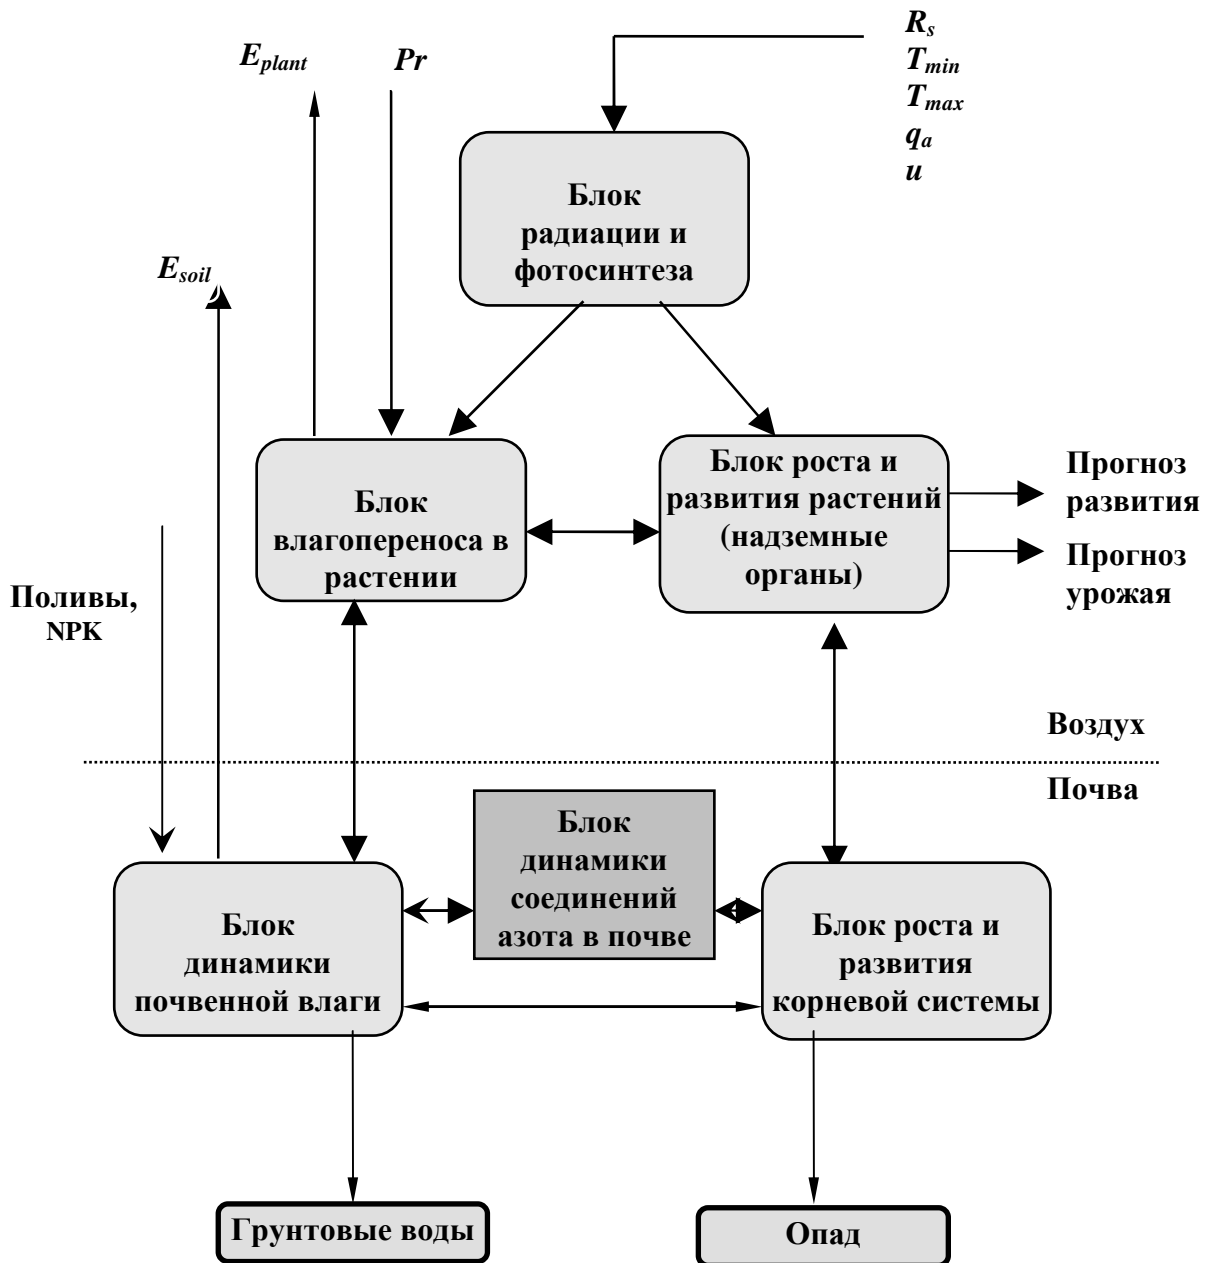 R_s
T_min
T_max
q_a
u
E_plant
Pr
Блок
радиации и
фотосинтеза
E_soil
Блок
влагопереноса в
растении
Блок роста и
развития растений
(надземные
органы)
Прогноз
развития
Прогноз
урожая
Поливы,
NPK
Воздух
Почва
Блок
динамики
соединений
азота в почве
Блок
динамики
почвенной влаги
Блок роста и
развития
корневой системы
Грунтовые воды
Опад